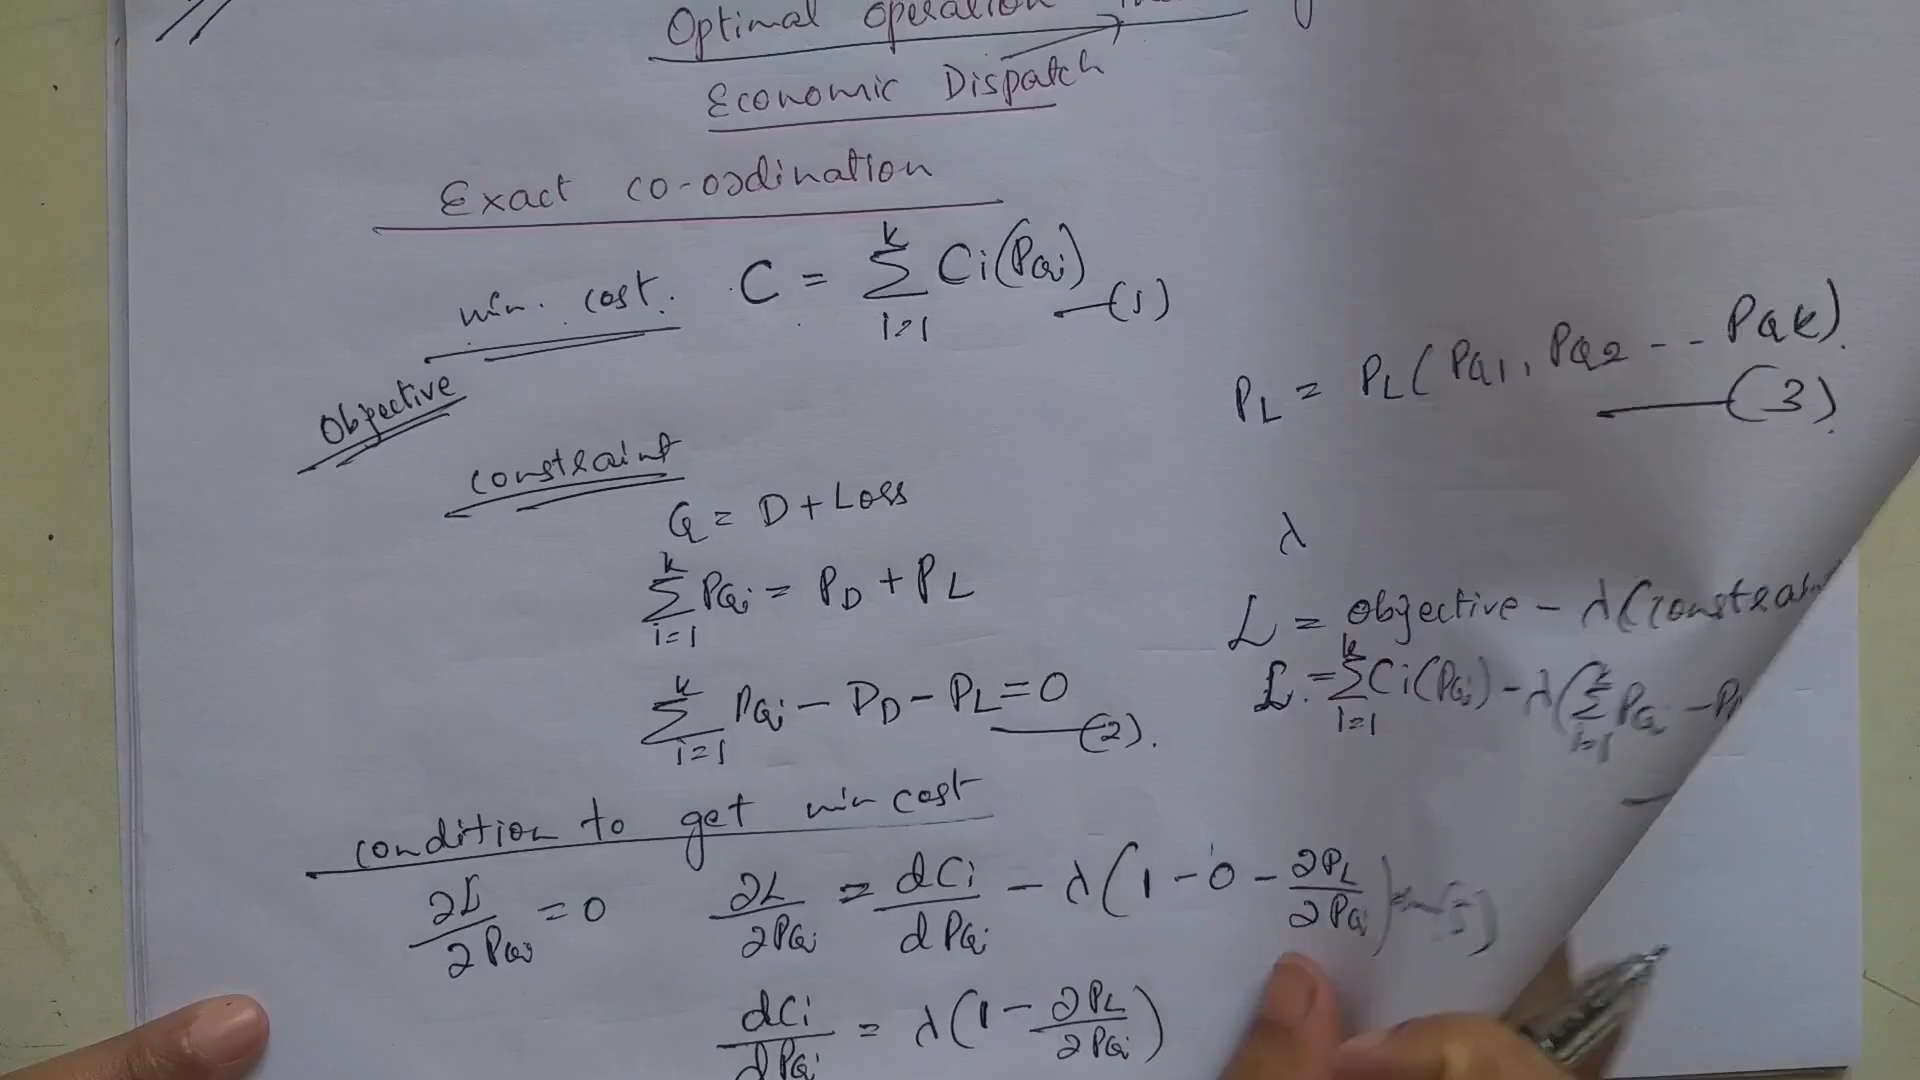 Optimal operation
Economic Dispatch
Exact co-ordination
min. cost. C = Σ_{i=1}^{k} Ci(PGi) —(1)
Objective
constraint
G = D + Loss
Σ_{i=1}^{k} PGi = PD + PL
Σ_{i=1}^{k} PGi – PD – PL = 0 —(2).
PL = PL(PG1, PG2 - - PGk).
—(3).
λ
L = objective – λ(constrai
L = Σ_{i=1}^{k} Ci(PGi) – λ(Σ_{i=1}^{k} PGi – P
condition to get min cost
∂L/∂PGi = 0 ∂L/∂PGi = dCi/dPGi – λ(1 – 0 – ∂PL/∂PGi) —(5)
dCi/dPGi = λ(1 – ∂PL/∂PGi)